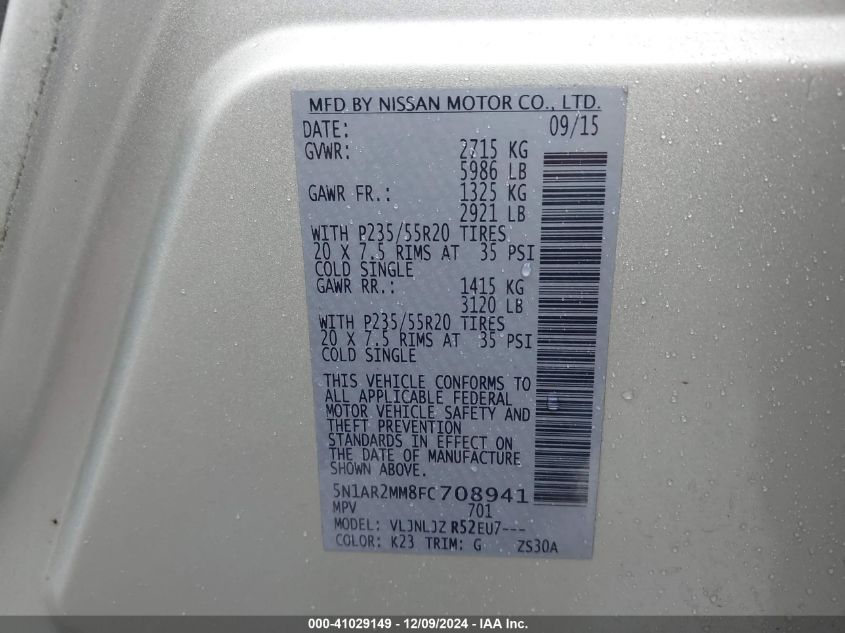 MFD BY NISSAN MOTOR CO., LTD.
DATE: 09/15
GVWR: 2715 KG
5986 LB
GAWR FR.: 1325 KG
2921 LB
WITH P235/55R20 TIRES
20 X 7.5 RIMS AT 35 PSI
COLD SINGLE
GAWR RR.: 1415 KG
3120 LB
WITH P235/55R20 TIRES
20 X 7.5 RIMS AT 35 PSI
COLD SINGLE
THIS VEHICLE CONFORMS TO
ALL APPLICABLE FEDERAL
MOTOR VEHICLE SAFETY AND
THEFT PREVENTION
STANDARDS IN EFFECT ON
THE DATE OF MANUFACTURE
SHOWN ABOVE.
5N1AR2MM8FC708941
MPV 701
MODEL: VLJNLJZ R52EU7---
COLOR: K23 TRIM: G ZS30A
000-41029149 - 12/09/2024 - IAA Inc.